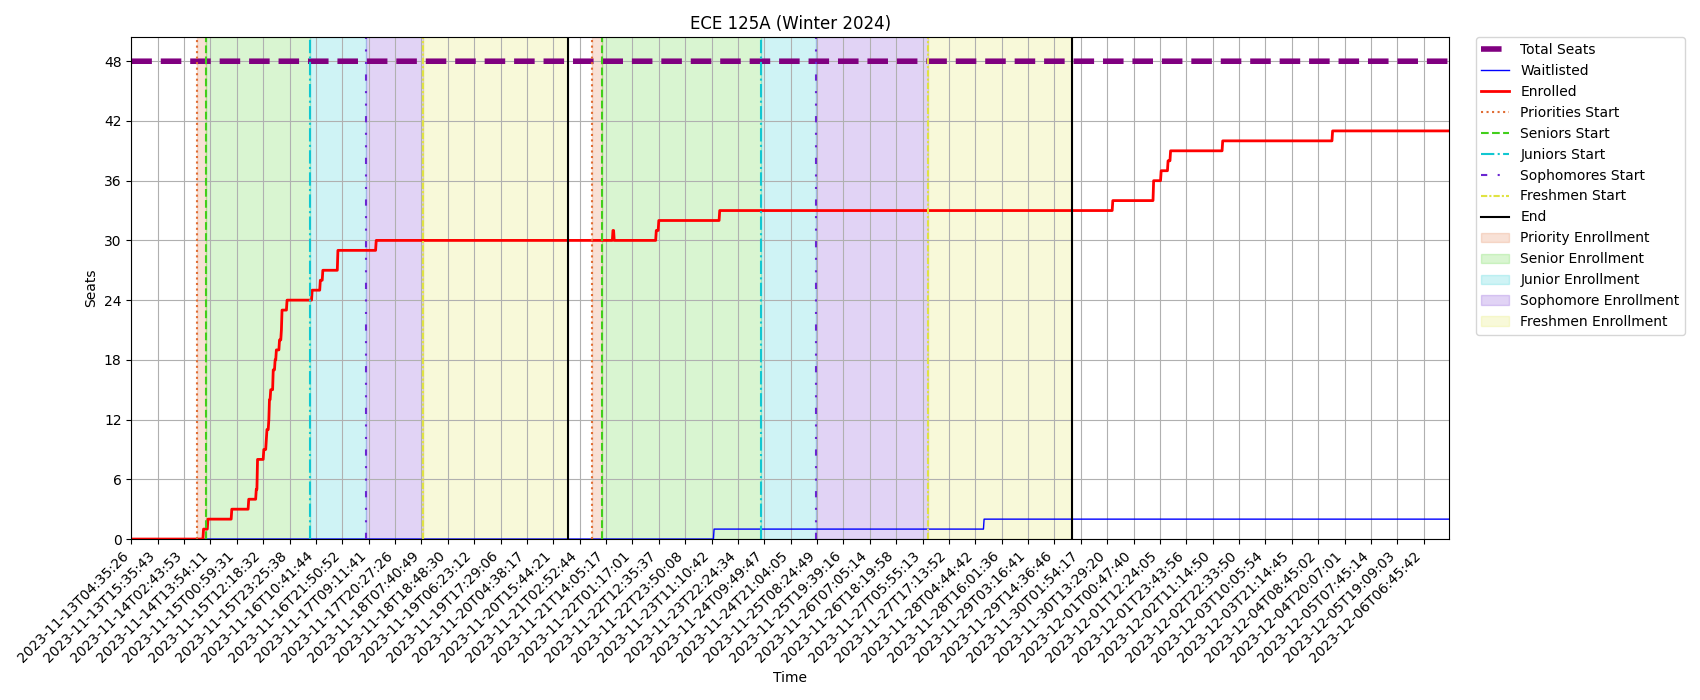 ECE 125A (Winter 2024)
Seats
48
42
36
30
24
18
12
6
0
2023-11-13T04:35:26
2023-11-13T15:35:43
2023-11-14T02:43:53
2023-11-14T13:54:11
2023-11-15T00:59:31
2023-11-15T12:18:32
2023-11-15T23:25:38
2023-11-16T10:41:44
2023-11-16T21:50:52
2023-11-17T09:11:41
2023-11-17T20:27:26
2023-11-18T07:40:49
2023-11-18T18:48:30
2023-11-19T06:23:12
2023-11-19T17:29:06
2023-11-20T04:38:17
2023-11-20T15:44:21
2023-11-21T02:52:44
2023-11-21T14:05:17
2023-11-22T01:17:01
2023-11-22T12:35:37
2023-11-22T23:50:08
2023-11-23T11:10:42
2023-11-23T22:24:34
2023-11-24T09:49:47
2023-11-24T21:04:05
2023-11-25T08:24:49
2023-11-25T19:39:16
2023-11-26T07:05:14
2023-11-26T18:19:58
2023-11-27T05:55:13
2023-11-27T17:13:52
2023-11-28T04:44:42
2023-11-28T16:01:36
2023-11-29T03:16:41
2023-11-29T14:36:46
2023-11-30T01:54:17
2023-11-30T13:29:20
2023-12-01T00:47:40
2023-12-01T12:24:05
2023-12-01T23:43:56
2023-12-02T11:14:50
2023-12-02T22:33:50
2023-12-03T10:05:54
2023-12-03T21:14:45
2023-12-04T08:45:02
2023-12-04T20:07:01
2023-12-05T07:45:14
2023-12-05T19:09:03
2023-12-06T06:45:42
Time
Total Seats
Waitlisted
Enrolled
Priorities Start
Seniors Start
Juniors Start
Sophomores Start
Freshmen Start
End
Priority Enrollment
Senior Enrollment
Junior Enrollment
Sophomore Enrollment
Freshmen Enrollment